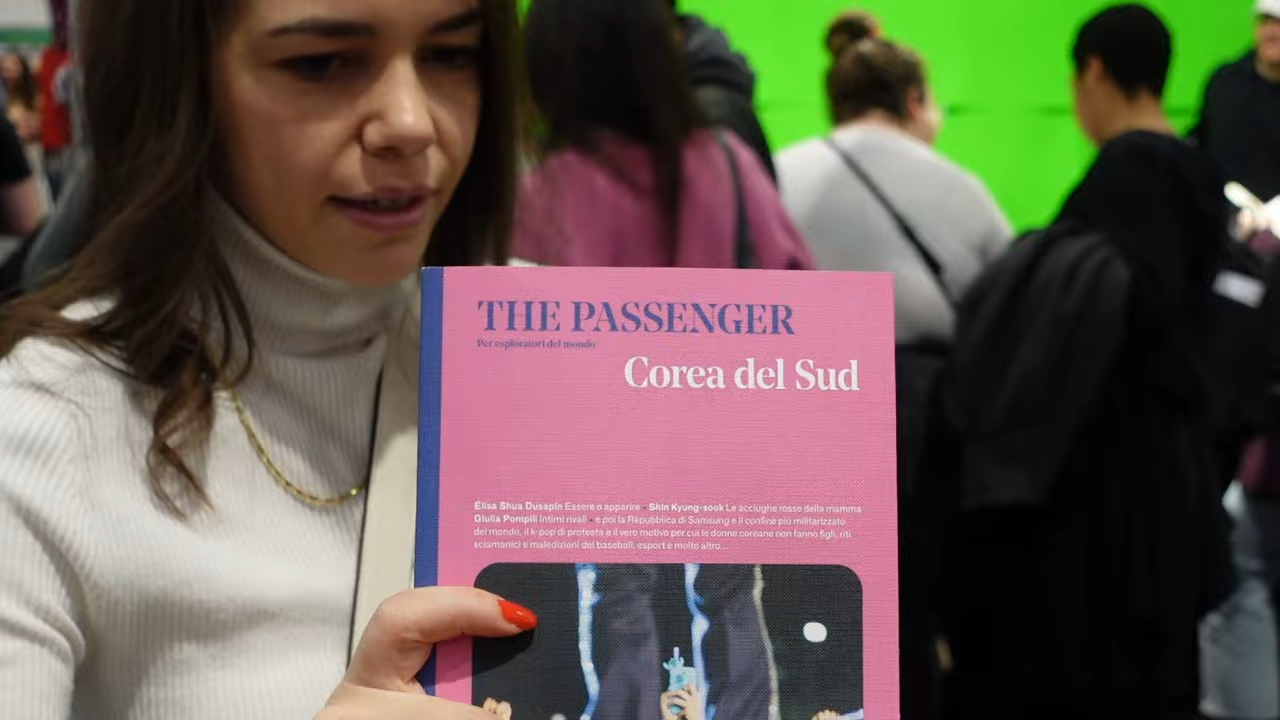 THE PASSENGER
Per esploratori del mondo
Corea del Sud
Élisa Shua Dusapin Essere o apparire • Shin Kyung-sook Le acciughe rosse della mamma
Giulia Pompili Intimi rivali • e poi la Repubblica di Samsung e il confine più militarizzato
del mondo, il k-pop di protesta e il vero motivo per cui le donne coreane non fanno figli, riti
sciamanici e maledizioni del baseball, esport e molto altro...